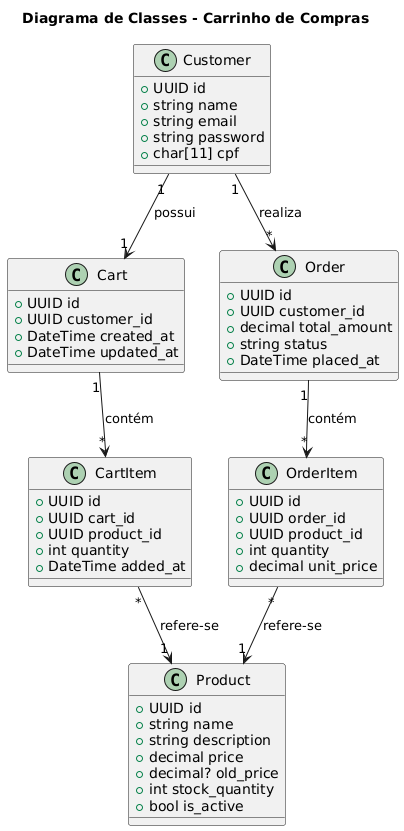 Diagrama de Classes - Carrinho de Compras
C Customer
UUID id
string name
string email
string password
char[11] cpf
1 1
possui realiza
1 *
C Cart
UUID id
UUID customer_id
DateTime created_at
DateTime updated_at
C Order
UUID id
UUID customer_id
decimal total_amount
string status
DateTime placed_at
1 1
contém contém
* *
C CartItem
UUID id
UUID cart_id
UUID product_id
int quantity
DateTime added_at
C OrderItem
UUID id
UUID order_id
UUID product_id
int quantity
decimal unit_price
* *
refere-se refere-se
1 1
C Product
UUID id
string name
string description
decimal price
decimal? old_price
int stock_quantity
bool is_active